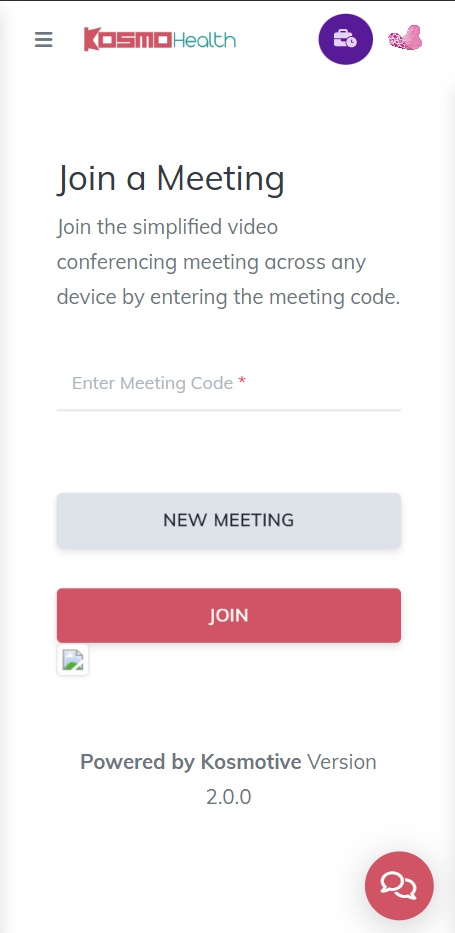 KosmoHealth
Join a Meeting
Join the simplified video
conferencing meeting across any
device by entering the meeting code.
Enter Meeting Code *
NEW MEETING
JOIN
Powered by Kosmotive Version
2.0.0